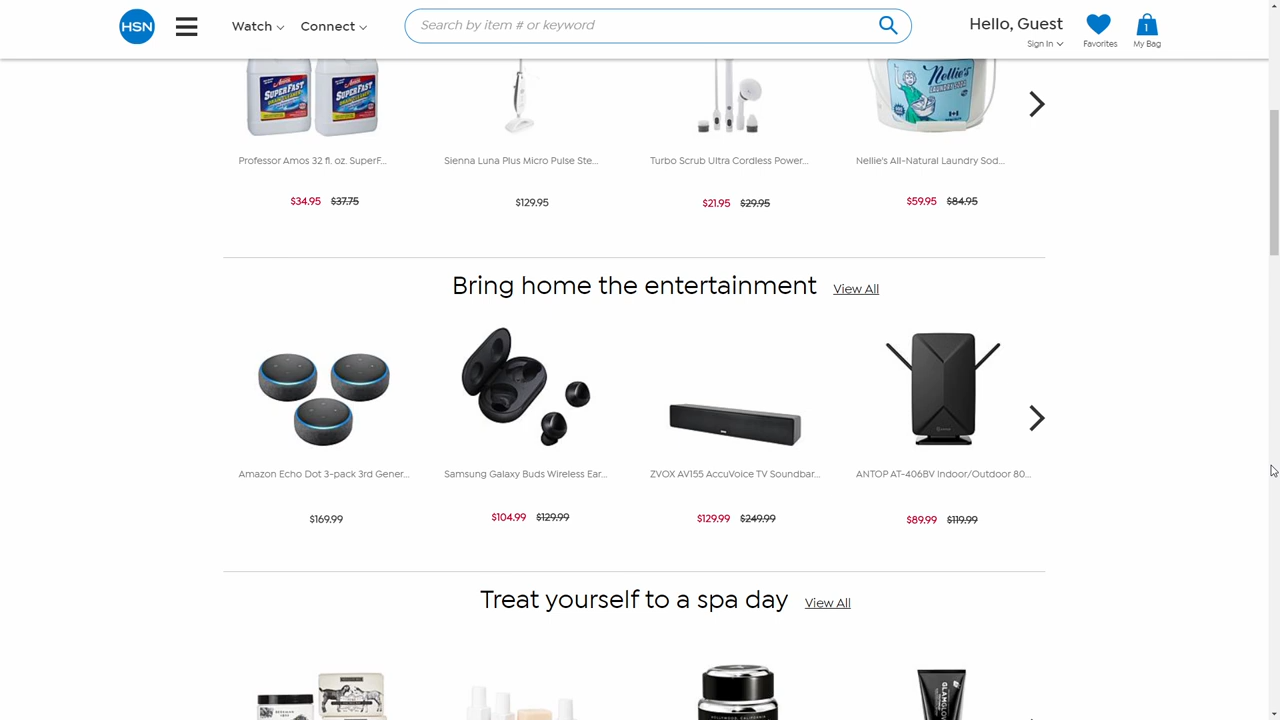 HSN
Watch
Connect
Search by item # or keyword
Hello, Guest
Sign In
Favorites
1
My Bag
SUPERFAST
SUPERFAST
Nellie's
Professor Amos 32 fl. oz. SuperF...
Sienna Luna Plus Micro Pulse Ste...
Turbo Scrub Ultra Cordless Power...
Nellie's All-Natural Laundry Sod...
$34.95 $37.75
$129.95
$21.95 $29.95
$59.95 $84.95
Bring home the entertainment View All
Amazon Echo Dot 3-pack 3rd Gener...
Samsung Galaxy Buds Wireless Ear...
ZVOX AV155 AccuVoice TV Soundbar...
ANTOP AT-406BV Indoor/Outdoor 80...
$169.99
$104.99 $129.99
$129.99 $249.99
$89.99 $119.99
Treat yourself to a spa day View All
GLAMGLOW